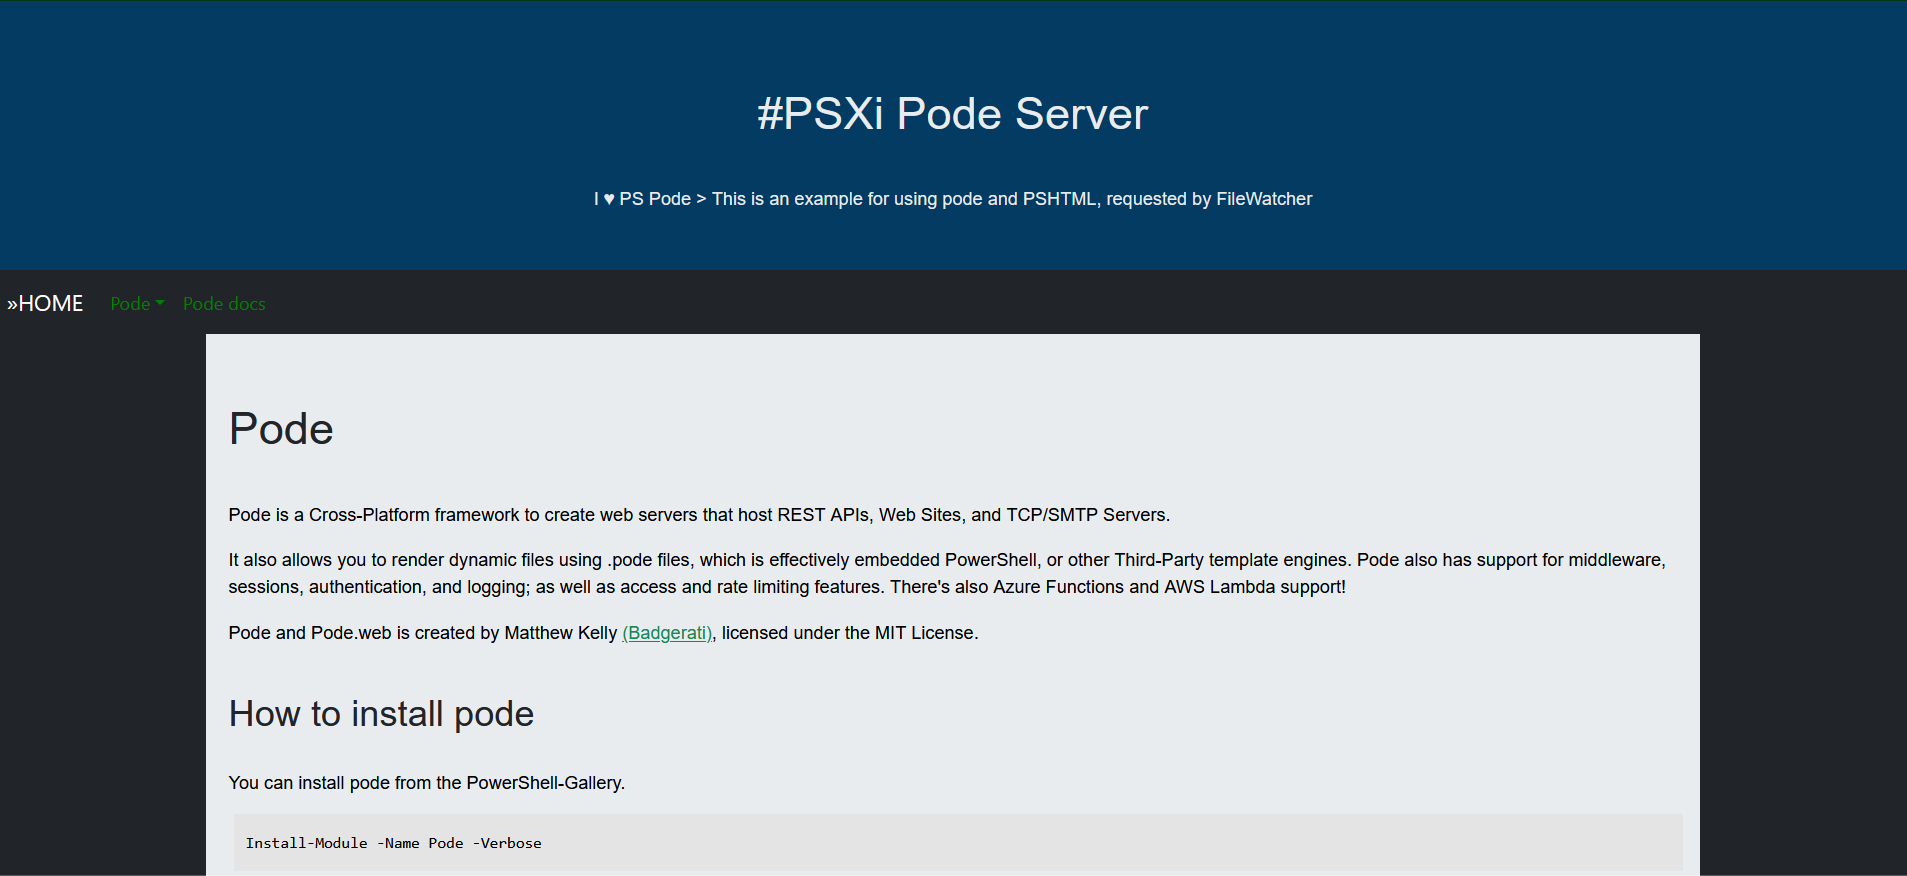 #PSXi Pode Server
I ♥ PS Pode > This is an example for using pode and PSHTML, requested by FileWatcher
»HOME Pode Pode docs
Pode
Pode is a Cross-Platform framework to create web servers that host REST APIs, Web Sites, and TCP/SMTP Servers.
It also allows you to render dynamic files using .pode files, which is effectively embedded PowerShell, or other Third-Party template engines. Pode also has support for middleware,
sessions, authentication, and logging; as well as access and rate limiting features. There's also Azure Functions and AWS Lambda support!
Pode and Pode.web is created by Matthew Kelly (Badgerati), licensed under the MIT License.
How to install pode
You can install pode from the PowerShell-Gallery.
Install-Module -Name Pode -Verbose